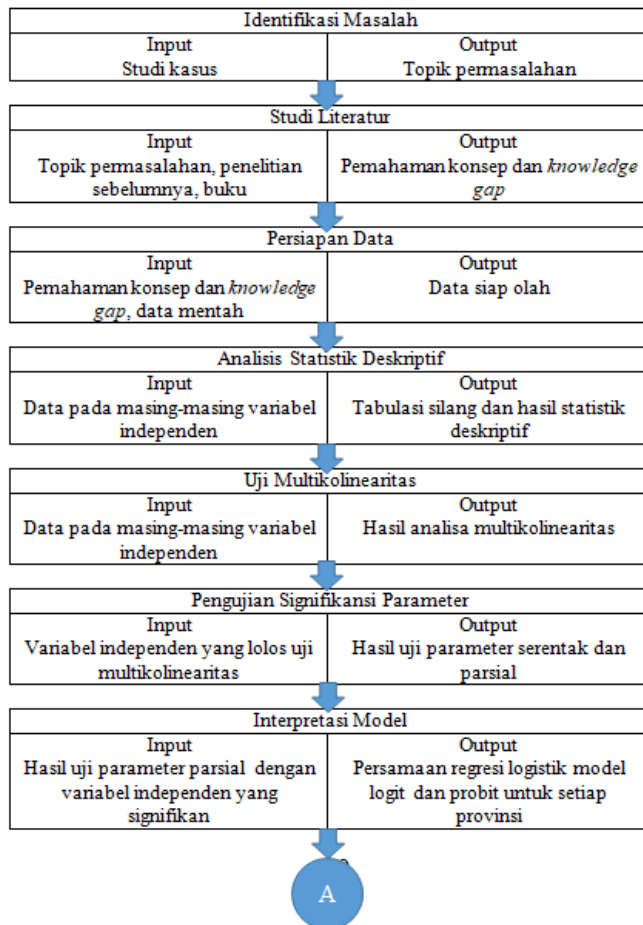 Identifikasi Masalah
Input
Studi kasus
Output
Topik permasalahan
Studi Literatur
Input
Topik permasalahan, penelitian
sebelumnya, buku
Output
Pemahaman konsep dan knowledge
gap
Persiapan Data
Input
Pemahaman konsep dan knowledge
gap, data mentah
Output
Data siap olah
Analisis Statistik Deskriptif
Input
Data pada masing-masing variabel
independen
Output
Tabulasi silang dan hasil statistik
deskriptif
Uji Multikolinearitas
Input
Data pada masing-masing variabel
independen
Output
Hasil analisa multikolinearitas
Pengujian Signifikansi Parameter
Input
Variabel independen yang lolos uji
multikolinearitas
Output
Hasil uji parameter serentak dan
parsial
Interpretasi Model
Input
Hasil uji parameter parsial dengan
variabel independen yang
signifikan
Output
Persamaan regresi logistik model
logit dan probit untuk setiap
provinsi
A